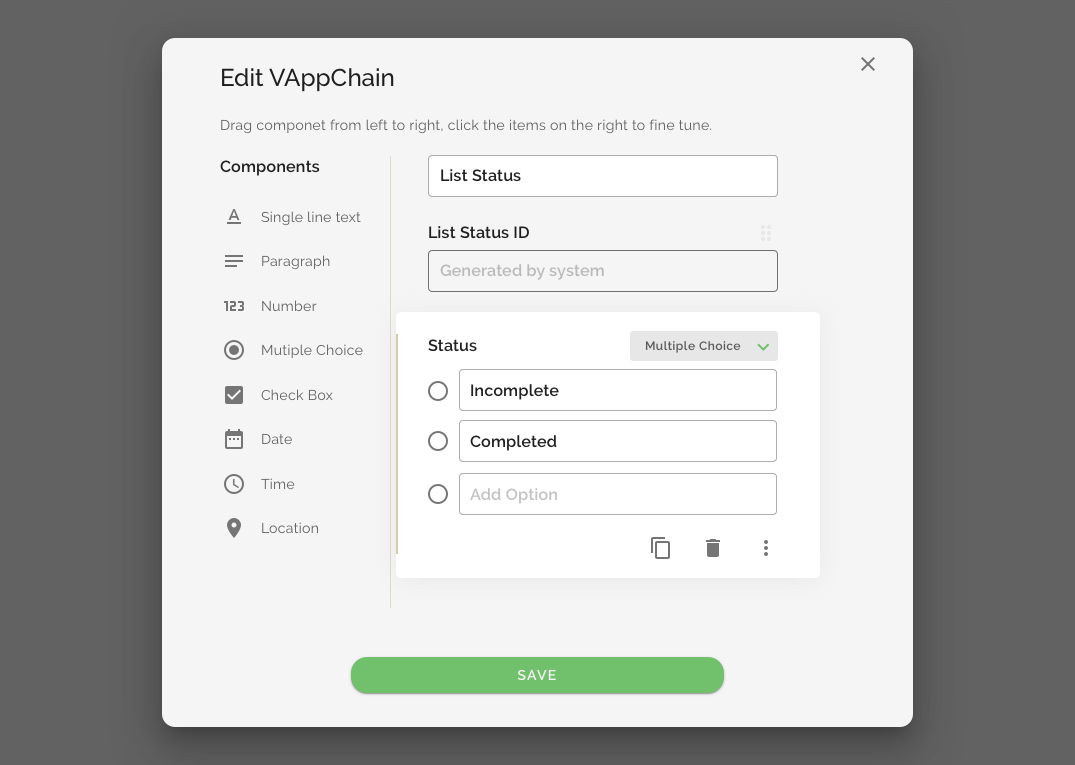 Edit VAppChain
Drag componet from left to right, click the items on the right to fine tune.
Components
Single line text
Paragraph
123 Number
Mutiple Choice
Check Box
Date
Time
Location
List Status
List Status ID
Generated by system
Status
Multiple Choice
Incomplete
Completed
Add Option
SAVE